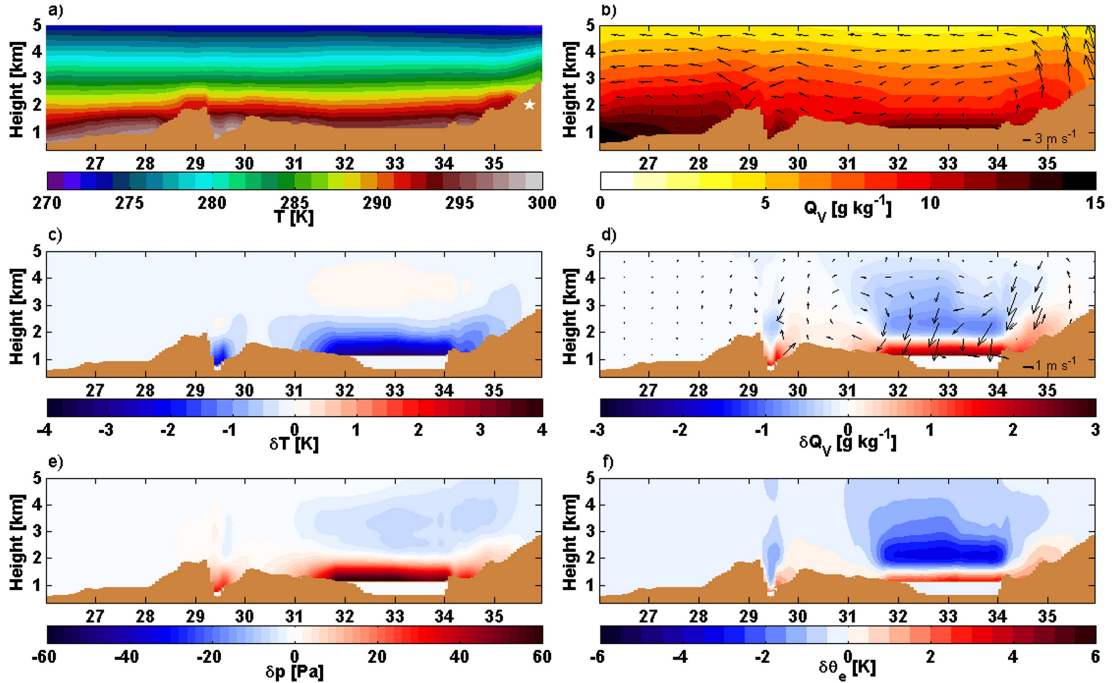 a)
Height [km]
5
4
3
2
1
27 28 29 30 31 32 33 34 35
270 275 280 285 290 295 300
T [K]
b)
Height [km]
5
4
3
2
1
3 m s⁻¹
27 28 29 30 31 32 33 34 35
0 5 10 15
Q_V [g kg⁻¹]
c)
Height [km]
5
4
3
2
1
27 28 29 30 31 32 33 34 35
-4 -3 -2 -1 0 1 2 3 4
δT [K]
d)
Height [km]
5
4
3
2
1
1 m s⁻¹
27 28 29 30 31 32 33 34 35
-3 -2 -1 0 1 2 3
δQ_V [g kg⁻¹]
e)
Height [km]
5
4
3
2
1
27 28 29 30 31 32 33 34 35
-60 -40 -20 0 20 40 60
δp [Pa]
f)
Height [km]
5
4
3
2
1
27 28 29 30 31 32 33 34 35
-6 -4 -2 0 2 4 6
δθ_e [K]